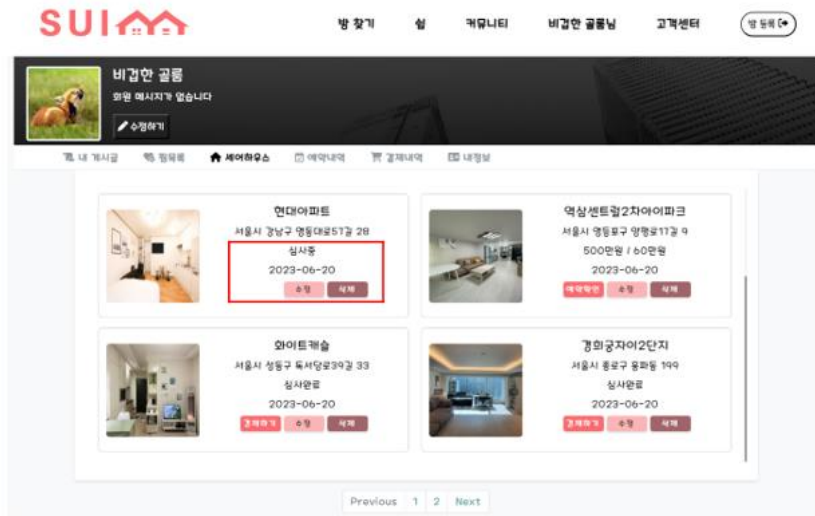 SUIM
방 찾기 쉼 커뮤니티 비겁한 골룸님 고객센터 방 등록
비겁한 골룸
회원 메시지가 없습니다
수정하기
내 게시글 찜목록 셰어하우스 예약내역 결제내역 내정보
현대아파트
서울시 강남구 영동대로51길 28
심사중
2023-06-20
수정 삭제
역삼센트럴2차아이파크
서울시 영등포구 양평로11길 9
500만원 / 60만원
2023-06-20
예약확인 수정 삭제
화이트캐슬
서울시 성동구 독서당로39길 33
심사완료
2023-06-20
결제하기 수정 삭제
경희궁자이2단지
서울시 종로구 홍파동 199
심사완료
2023-06-20
결제하기 수정 삭제
Previous 1 2 Next